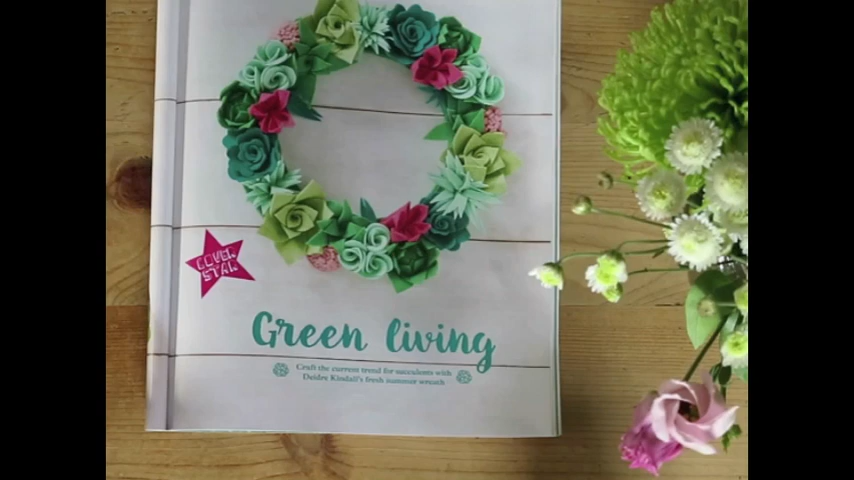 COVER
STAR
Green living
Craft the current trend for succulents with
Deidre Kindall's fresh summer wreath